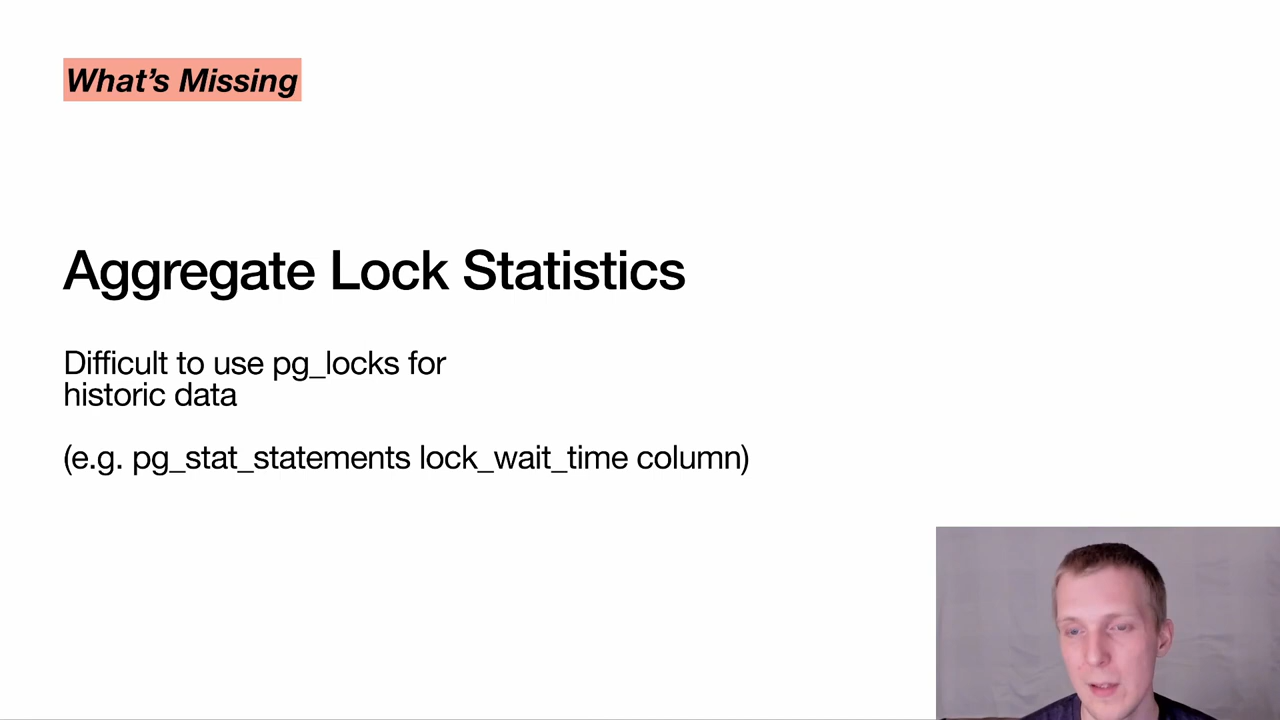 What's Missing
Aggregate Lock Statistics
Difficult to use pg_locks for
historic data
(e.g. pg_stat_statements lock_wait_time column)